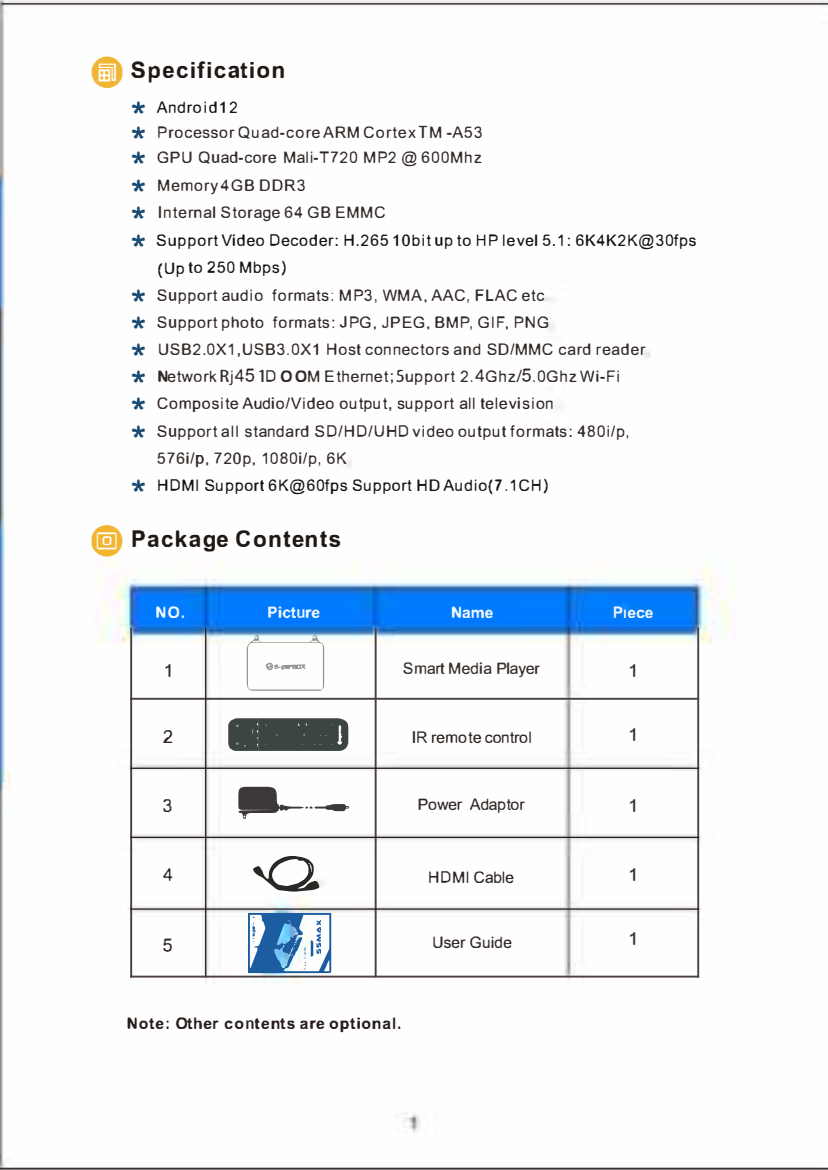 Specification
* Android12
* Processor Quad-core ARM Cortex TM -A53
* GPU Quad-core Mali-T720 MP2 @ 600Mhz
* Memory 4GB DDR3
* Internal Storage 64 GB EMMC
* Support Video Decoder: H.265 10bit up to HP level 5.1: 6K4K2K@30fps
(Up to 250 Mbps)
* Support audio formats: MP3, WMA, AAC, FLAC etc
* Support photo formats: JPG, JPEG, BMP, GIF, PNG
* USB2.0X1,USB3.0X1 Host connectors and SD/MMC card reader
* Network Rj45 1D O OM Ethernet; Support 2.4Ghz/5.0Ghz Wi-Fi
* Composite Audio/Video output, support all television
* Support all standard SD/HD/UHD video output formats: 480i/p,
576i/p, 720p, 1080i/p, 6K
* HDMI Support 6K@60fps Support HD Audio(7.1CH)
Package Contents
NO. Picture Name Piece
1 Smart Media Player 1
2 IR remote control 1
3 Power Adaptor 1
4 HDMI Cable 1
5 SSMAX User Guide 1
Note: Other contents are optional.
1